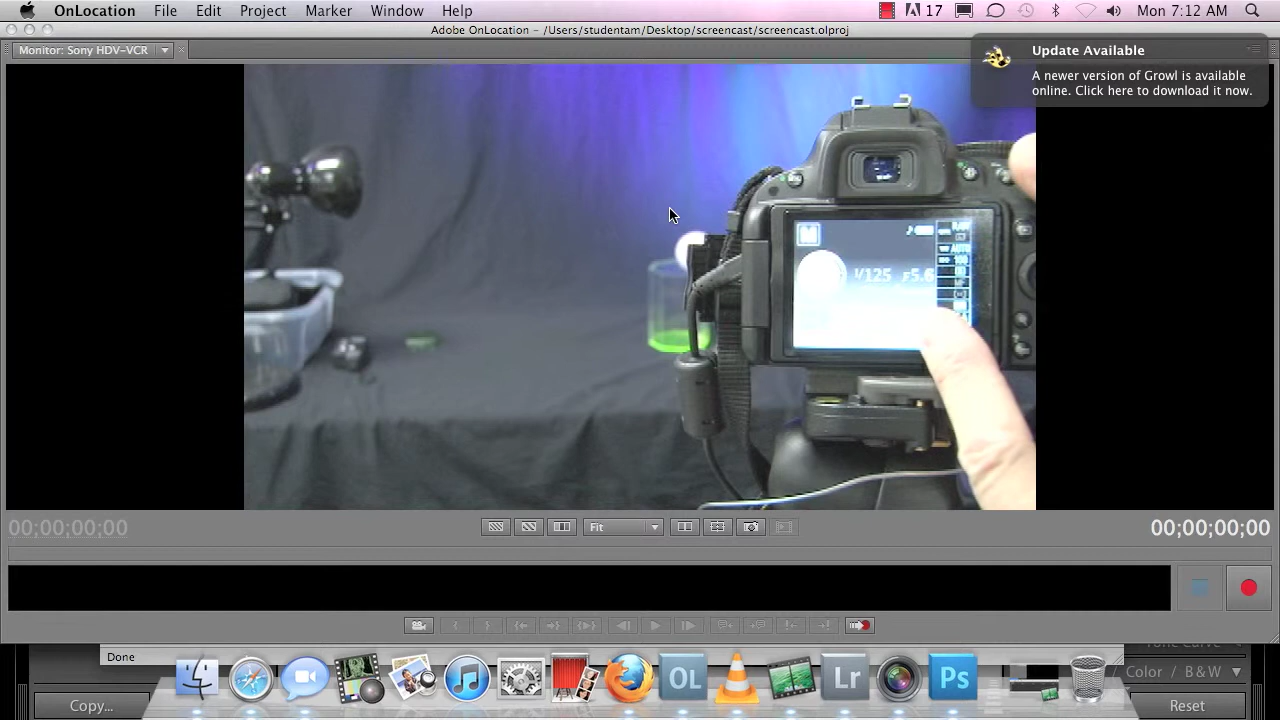 OnLocation File Edit Project Marker Window Help 17 Mon 7:12 AM
Adobe OnLocation - /Users/studentam/Desktop/screencast/screencast.olproj
Monitor: Sony HDV-VCR
Update Available
A newer version of Growl is available
online. Click here to download it now.
M
1/125 F5.6
100
00;00;00;00 Fit 00;00;00;00
Done
Tone Curve
Color / B&W
OL Lr Ps
Copy... Reset